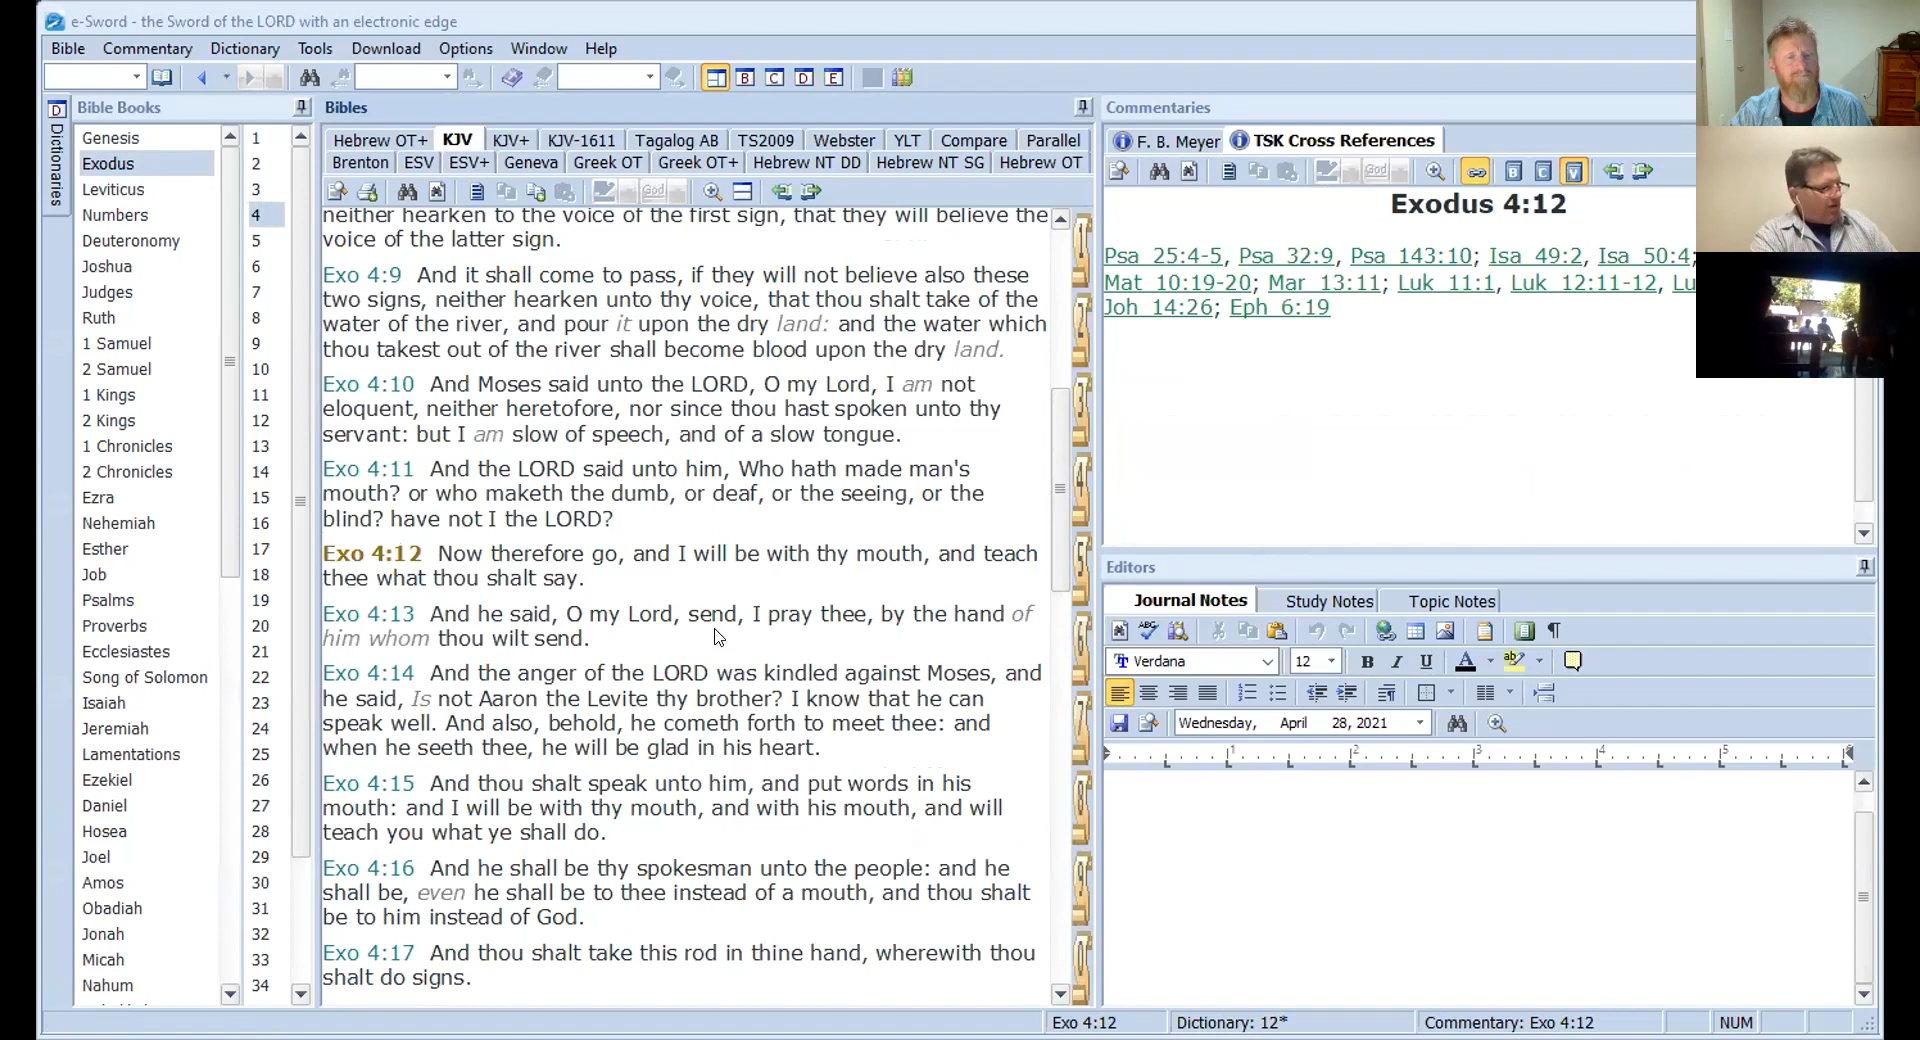 e-Sword - the Sword of the LORD with an electronic edge
Bible Commentary Dictionary Tools Download Options Window Help
B C D E
D Dictionaries
Bible Books
Genesis
Exodus
Leviticus
Numbers
Deuteronomy
Joshua
Judges
Ruth
1 Samuel
2 Samuel
1 Kings
2 Kings
1 Chronicles
2 Chronicles
Ezra
Nehemiah
Esther
Job
Psalms
Proverbs
Ecclesiastes
Song of Solomon
Isaiah
Jeremiah
Lamentations
Ezekiel
Daniel
Hosea
Joel
Amos
Obadiah
Jonah
Micah
Nahum
1
2
3
4
5
6
7
8
9
10
11
12
13
14
15
16
17
18
19
20
21
22
23
24
25
26
27
28
29
30
31
32
33
34
Bibles
Hebrew OT+ KJV KJV+ KJV-1611 Tagalog AB TS2009 Webster YLT Compare Parallel
Brenton ESV ESV+ Geneva Greek OT Greek OT+ Hebrew NT DD Hebrew NT SG Hebrew OT
God
neither hearken to the voice of the first sign, that they will believe the
voice of the latter sign.
Exo 4:9 And it shall come to pass, if they will not believe also these
two signs, neither hearken unto thy voice, that thou shalt take of the
water of the river, and pour it upon the dry land: and the water which
thou takest out of the river shall become blood upon the dry land.
Exo 4:10 And Moses said unto the LORD, O my Lord, I am not
eloquent, neither heretofore, nor since thou hast spoken unto thy
servant: but I am slow of speech, and of a slow tongue.
Exo 4:11 And the LORD said unto him, Who hath made man's
mouth? or who maketh the dumb, or deaf, or the seeing, or the
blind? have not I the LORD?
Exo 4:12 Now therefore go, and I will be with thy mouth, and teach
thee what thou shalt say.
Exo 4:13 And he said, O my Lord, send, I pray thee, by the hand of
him whom thou wilt send.
Exo 4:14 And the anger of the LORD was kindled against Moses, and
he said, Is not Aaron the Levite thy brother? I know that he can
speak well. And also, behold, he cometh forth to meet thee: and
when he seeth thee, he will be glad in his heart.
Exo 4:15 And thou shalt speak unto him, and put words in his
mouth: and I will be with thy mouth, and with his mouth, and will
teach you what ye shall do.
Exo 4:16 And he shall be thy spokesman unto the people: and he
shall be, even he shall be to thee instead of a mouth, and thou shalt
be to him instead of God.
Exo 4:17 And thou shalt take this rod in thine hand, wherewith thou
shalt do signs.
1
2
3
4
5
6
7
8
9
0
Commentaries
F. B. Meyer TSK Cross References
God B C V
Exodus 4:12
Psa 25:4-5, Psa 32:9, Psa 143:10; Isa 49:2, Isa 50:4;
Mat 10:19-20; Mar 13:11; Luk 11:1, Luk 12:11-12, Lu
Joh 14:26; Eph 6:19
Editors
Journal Notes Study Notes Topic Notes
ABC
Verdana 12 B I U A ab
Wednesday, April 28, 2021
1 2 3 4 5 6
Exo 4:12 Dictionary: 12* Commentary: Exo 4:12 NUM